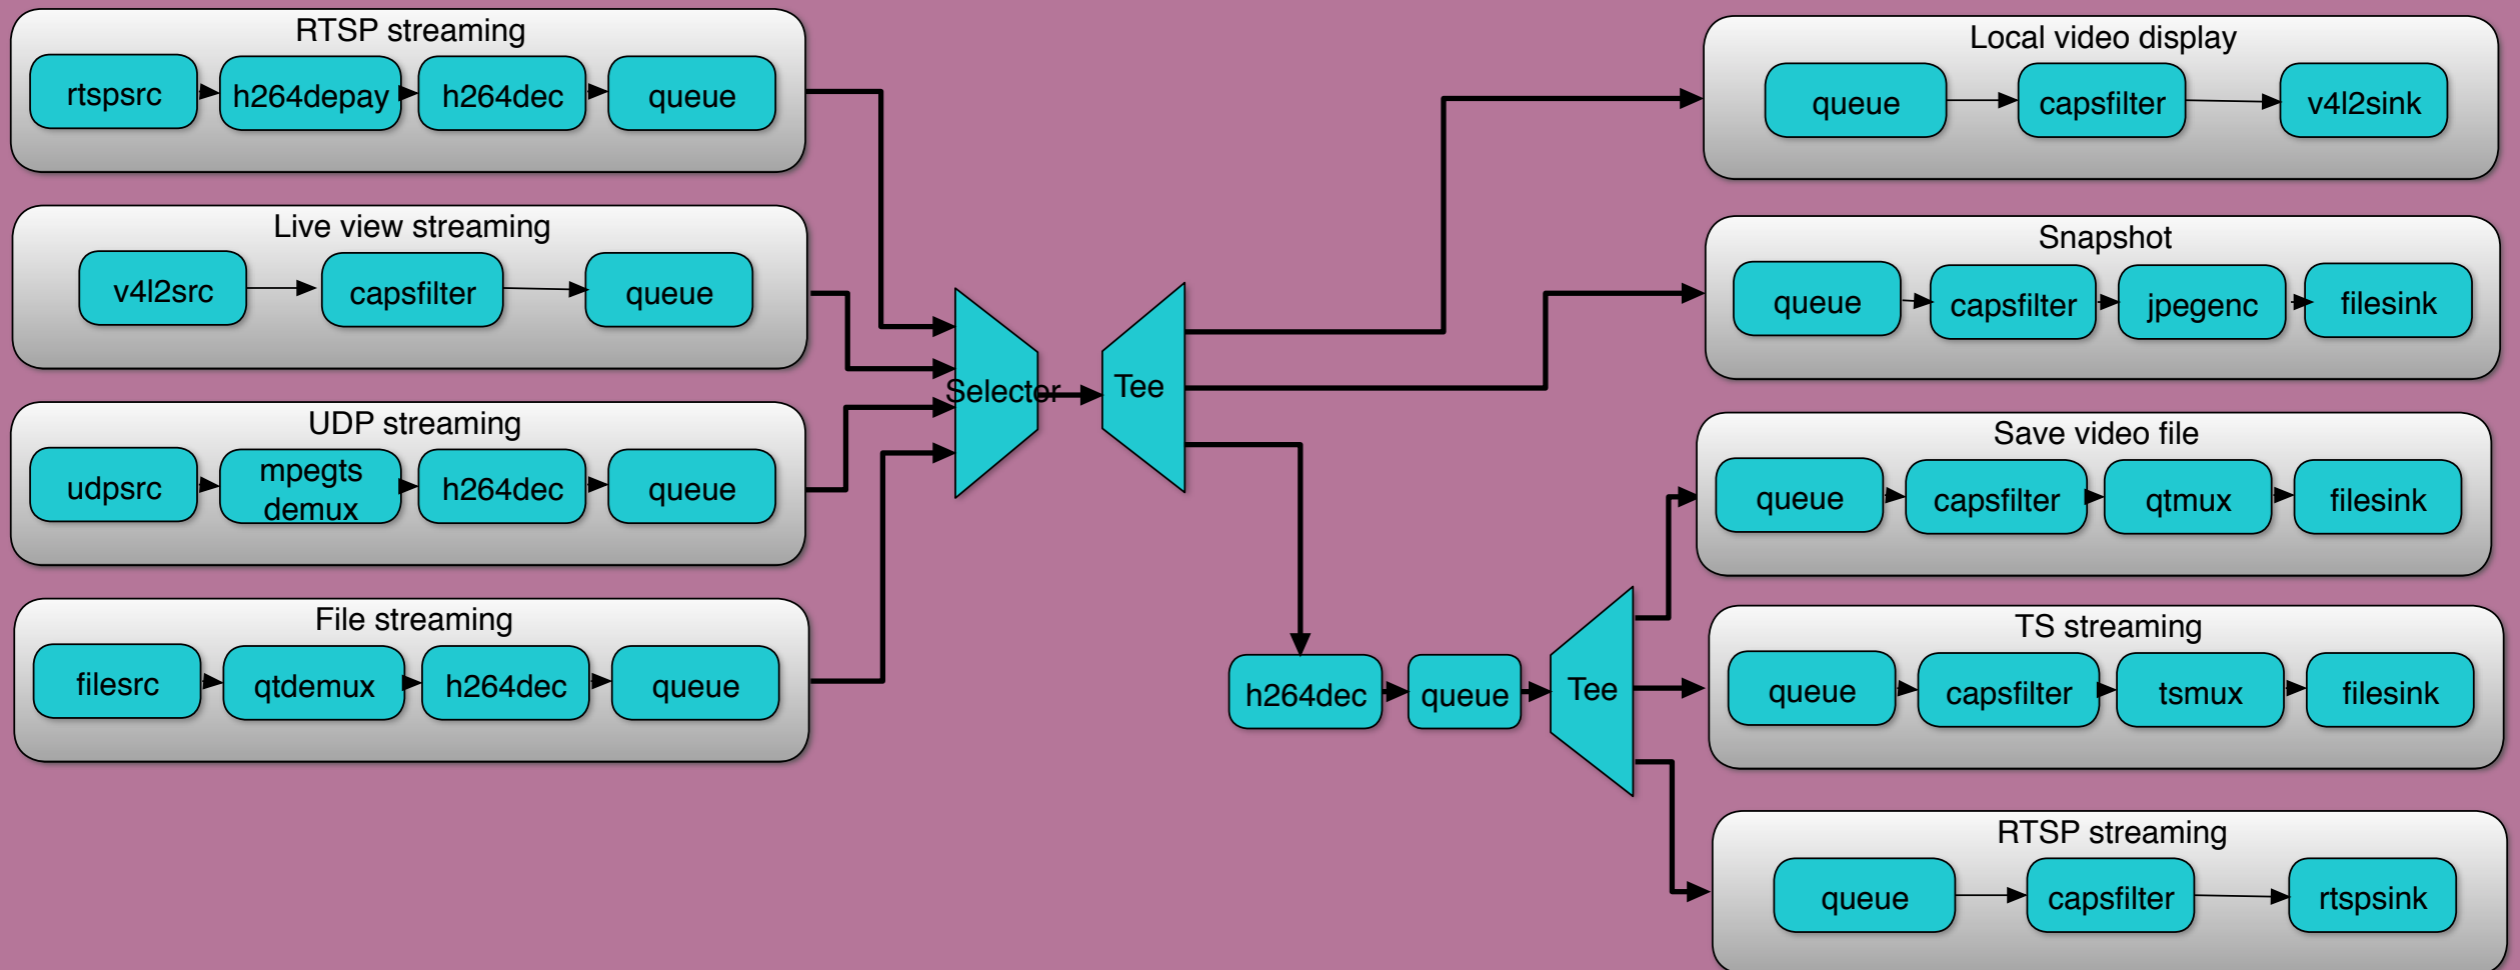 RTSP streaming
rtspsrc
h264depay
h264dec
queue
Live view streaming
v4l2src
capsfilter
queue
UDP streaming
udpsrc
mpegts
demux
h264dec
queue
File streaming
filesrc
qtdemux
h264dec
queue
Selector
Tee
h264dec
queue
Tee
Local video display
queue
capsfilter
v4l2sink
Snapshot
queue
capsfilter
jpegenc
filesink
Save video file
queue
capsfilter
qtmux
filesink
TS streaming
queue
capsfilter
tsmux
filesink
RTSP streaming
queue
capsfilter
rtspsink